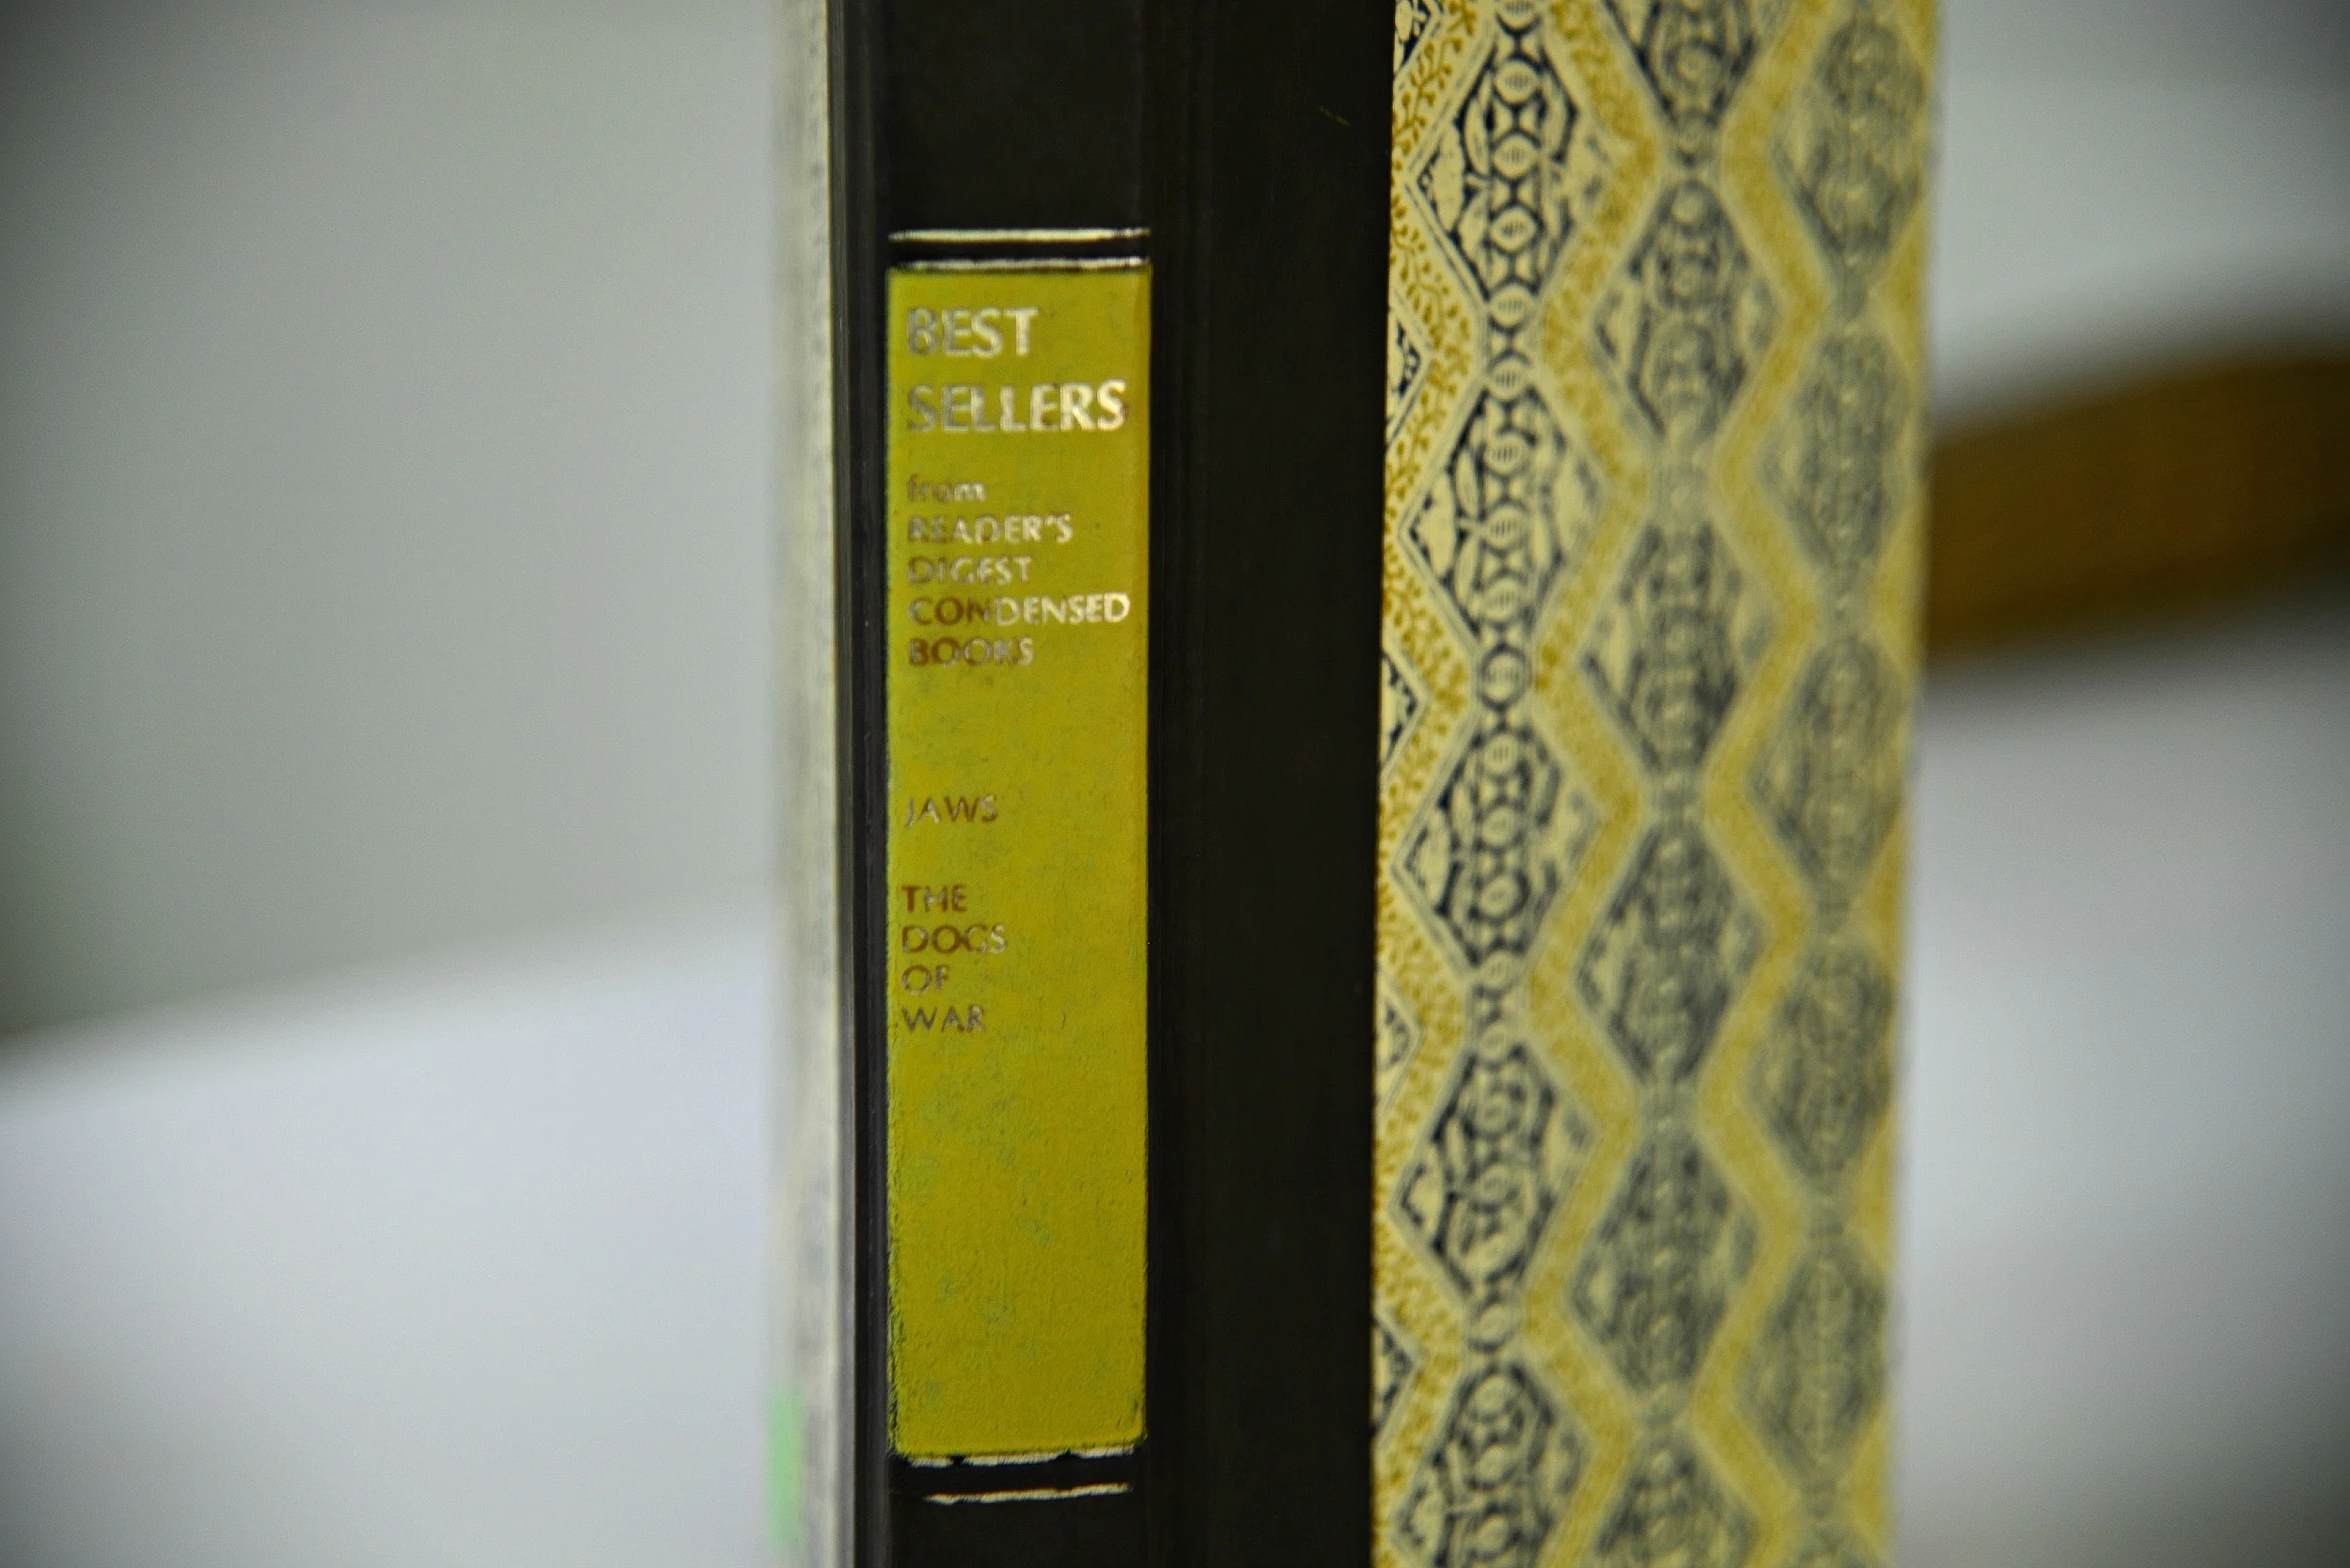 BEST
SELLERS
from
READER'S
DIGEST
CONDENSED
BOOKS
JAWS
THE
DOGS
OF
WAR